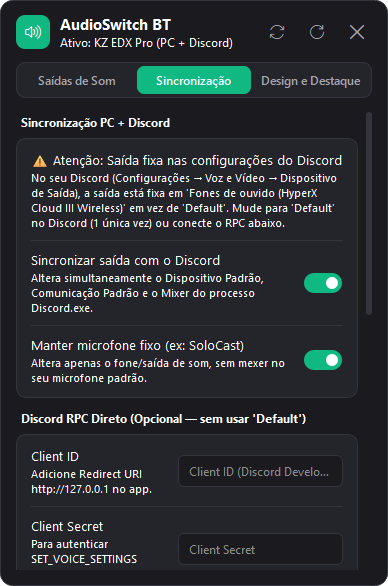 AudioSwitch BT
Ativo: KZ EDX Pro (PC + Discord)
Saídas de Som
Sincronização
Design e Destaque
Sincronização PC + Discord
⚠ Atenção: Saída fixa nas configurações do Discord
No seu Discord (Configurações → Voz e Vídeo → Dispositivo
de Saída), a saída está fixa em 'Fones de ouvido (HyperX
Cloud III Wireless)' em vez de 'Default'. Mude para 'Default'
no Discord (1 única vez) ou conecte o RPC abaixo.
Sincronizar saída com o Discord
Altera simultaneamente o Dispositivo Padrão,
Comunicação Padrão e o Mixer do processo
Discord.exe.
Manter microfone fixo (ex: SoloCast)
Altera apenas o fone/saída de som, sem mexer no
seu microfone padrão.
Discord RPC Direto (Opcional — sem usar 'Default')
Client ID
Adicione Redirect URI
http://127.0.0.1 no app.
Client ID (Discord Develo...
Client Secret
Para autenticar
SET_VOICE_SETTINGS
Client Secret